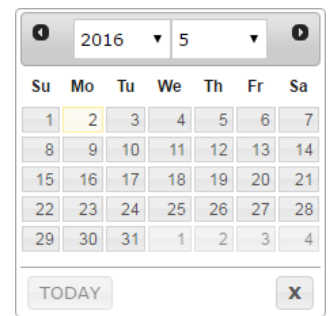 2016 5
Su Mo Tu We Th Fr Sa
1 2 3 4 5 6 7
8 9 10 11 12 13 14
15 16 17 18 19 20 21
22 23 24 25 26 27 28
29 30 31 1 2 3 4
TODAY X